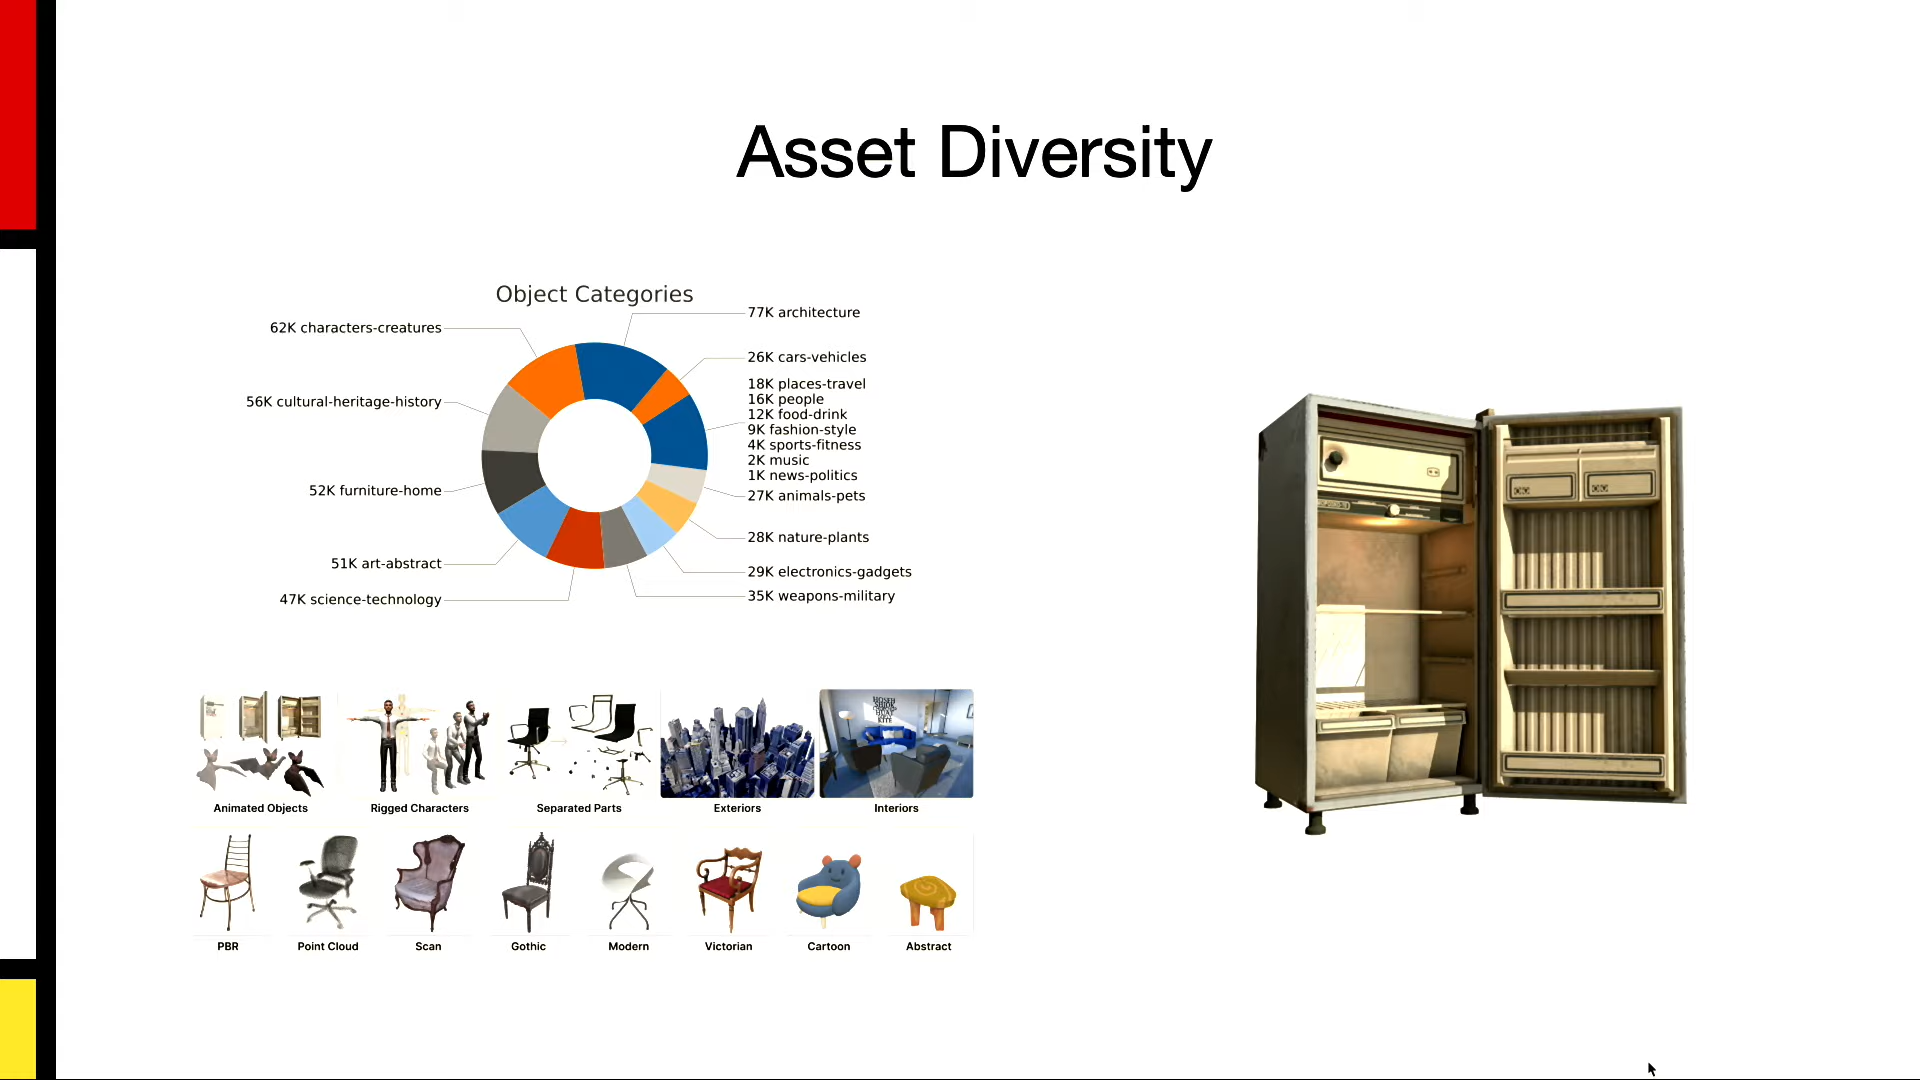 Asset Diversity
Object Categories
62K characters-creatures
56K cultural-heritage-history
52K furniture-home
51K art-abstract
47K science-technology
77K architecture
26K cars-vehicles
18K places-travel
16K people
12K food-drink
9K fashion-style
4K sports-fitness
2K music
1K news-politics
27K animals-pets
28K nature-plants
29K electronics-gadgets
35K weapons-military
Animated Objects
Rigged Characters
Separated Parts
Exteriors
Interiors
PBR
Point Cloud
Scan
Gothic
Modern
Victorian
Cartoon
Abstract